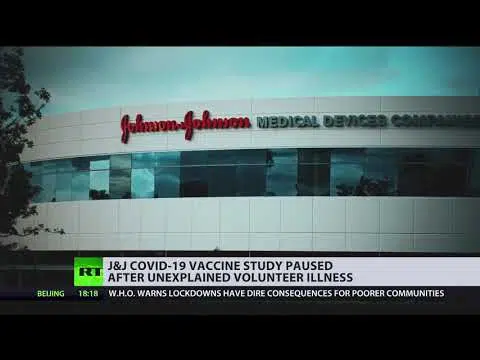 Johnson-Johnson MEDICAL DEVICES COMPANIES
RT
J&J COVID-19 VACCINE STUDY PAUSED
AFTER UNEXPLAINED VOLUNTEER ILLNESS
BEIJING 18:18 W.H.O. WARNS LOCKDOWNS HAVE DIRE CONSEQUENCES FOR POORER COMMUNITIES